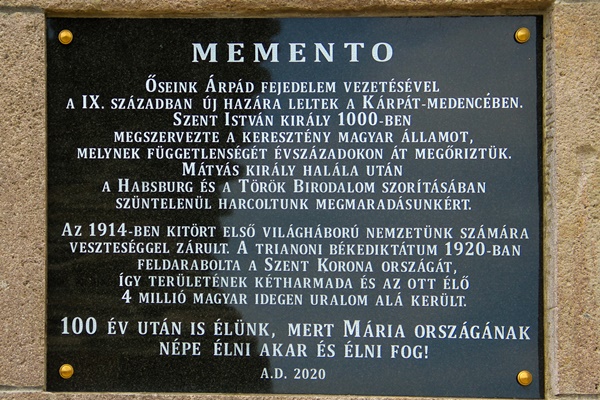 MEMENTO
ŐSEINK ÁRPÁD FEJEDELEM VEZETÉSÉVEL
A IX. SZÁZADBAN ÚJ HAZÁRA LELTEK A KÁRPÁT-MEDENCÉBEN.
SZENT ISTVÁN KIRÁLY 1000-BEN
MEGSZERVEZTE A KERESZTÉNY MAGYAR ÁLLAMOT,
MELYNEK FÜGGETLENSÉGÉT ÉVSZÁZADOKON ÁT MEGŐRIZTÜK.
MÁTYÁS KIRÁLY HALÁLA UTÁN
A HABSBURG ÉS A TÖRÖK BIRODALOM SZORÍTÁSÁBAN
SZÜNTELENÜL HARCOLTUNK MEGMARADÁSUNKÉRT.
AZ 1914-BEN KITÖRT ELSŐ VILÁGHÁBORÚ NEMZETÜNK SZÁMÁRA
VESZTESÉGGEL ZÁRULT. A TRIANONI BÉKEDIKTÁTUM 1920-BAN
FELDARABOLTA A SZENT KORONA ORSZÁGÁT,
ÍGY TERÜLETÉNEK KÉTHARMADA ÉS AZ OTT ÉLŐ
4 MILLIÓ MAGYAR IDEGEN URALOM ALÁ KERÜLT.
100 ÉV UTÁN IS ÉLÜNK, MERT MÁRIA ORSZÁGÁNAK
NÉPE ÉLNI AKAR ÉS ÉLNI FOG!
A.D. 2020